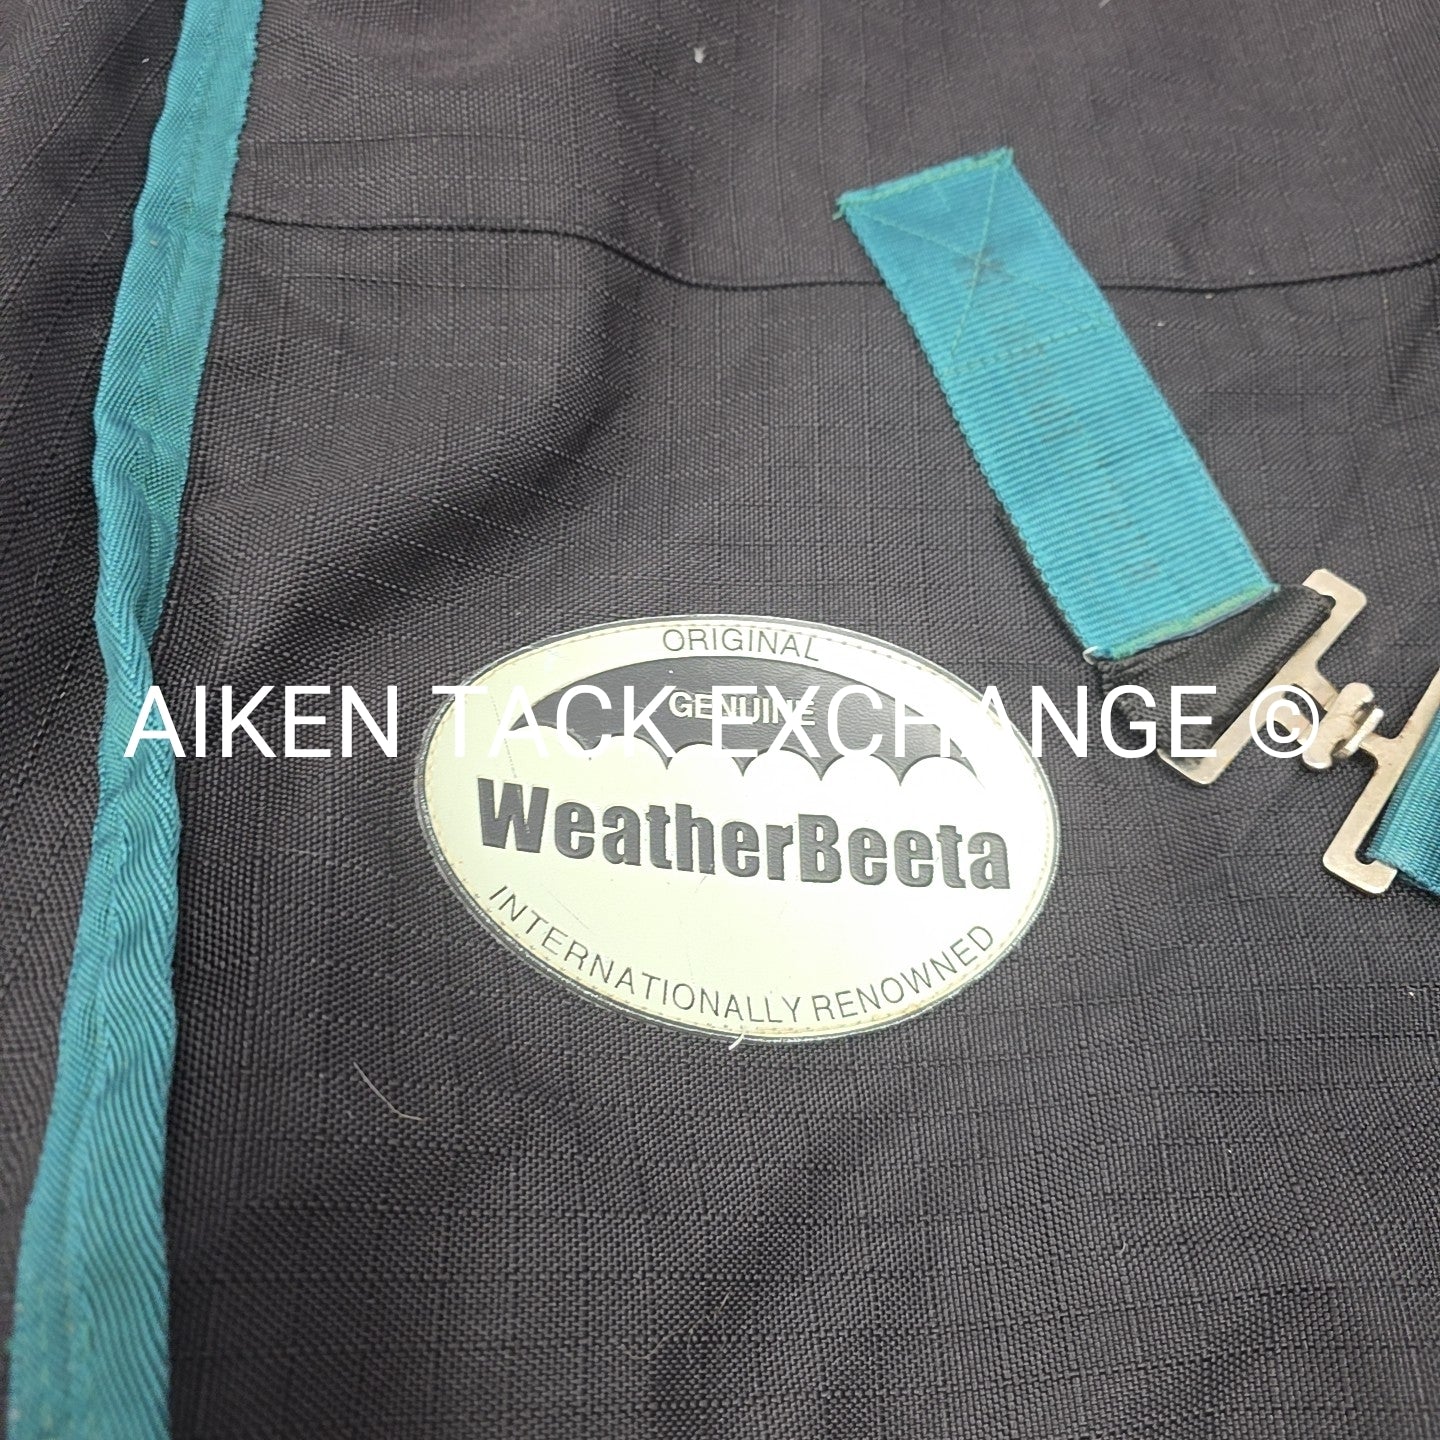 ORIGINAL
GENUINE
AIKEN TACK EXCHANGE ©
WeatherBeeta
INTERNATIONALLY RENOWNED